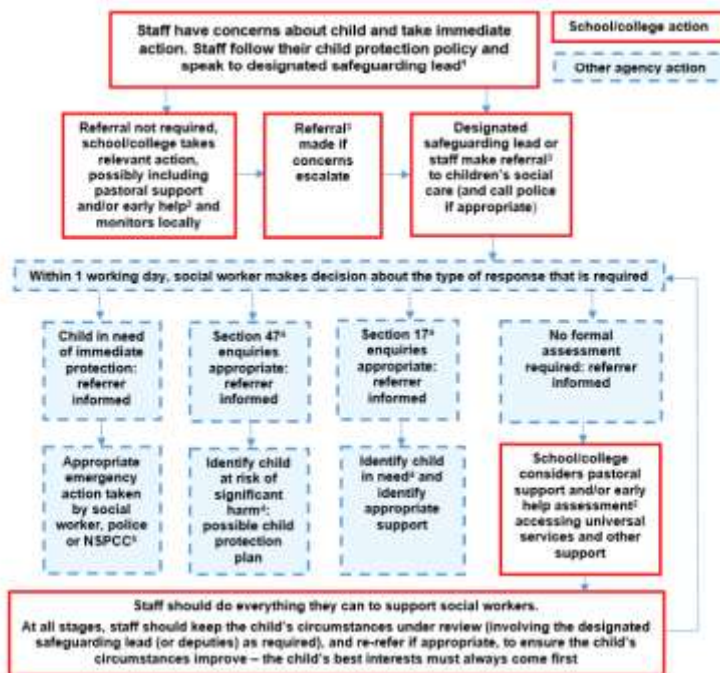 Staff have concerns about child and take immediate
action. Staff follow their child protection policy and
speak to designated safeguarding lead¹
School/college action
Other agency action
Referral not required,
school/college takes
relevant action,
possibly including
pastoral support
and/or early help² and
monitors locally
Referral³
made if
concerns
escalate
Designated
safeguarding lead or
staff make referral³
to children's social
care (and call police
if appropriate)
Within 1 working day, social worker makes decision about the type of response that is required
Child in need
of immediate
protection:
referrer
informed
Section 47⁴
enquiries
appropriate:
referrer
informed
Section 17⁴
enquiries
appropriate:
referrer
informed
No formal
assessment
required: referrer
informed
Appropriate
emergency
action taken
by social
worker, police
or NSPCC⁵
Identify child
at risk of
significant
harm⁴:
possible child
protection
plan
Identify child
in need⁴ and
identify
appropriate
support
School/college
considers pastoral
support and/or early
help assessment²
accessing universal
services and other
support
Staff should do everything they can to support social workers.
At all stages, staff should keep the child's circumstances under review (involving the designated
safeguarding lead (or deputies) as required), and re-refer if appropriate, to ensure the child's
circumstances improve – the child's best interests must always come first